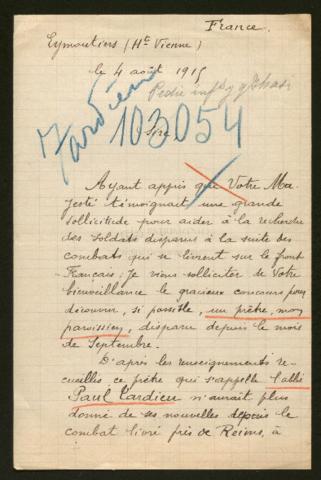 France
Eymoutiers (Hte Vienne)
le 4 août 1915
Tardieu
103054
Sire
Ayant appris que Votre Ma-
jesté témoignait une grande
sollicitude pour aider à la recherche
des soldats disparus à la suite des
combats qui se livrent sur le front
Français; Je viens solliciter de Votre
bienveillance le gracieux concours pour
découvrir, si possible, un prêtre, mon
paroissien, disparu depuis le mois
de Septembre.
D'après les renseignements re-
cueillis, ce prêtre qui s'appelle l'abbé
Paul Tardieu n'aurait plus
donné de ses nouvelles depuis le
combat livré près de Reims, à